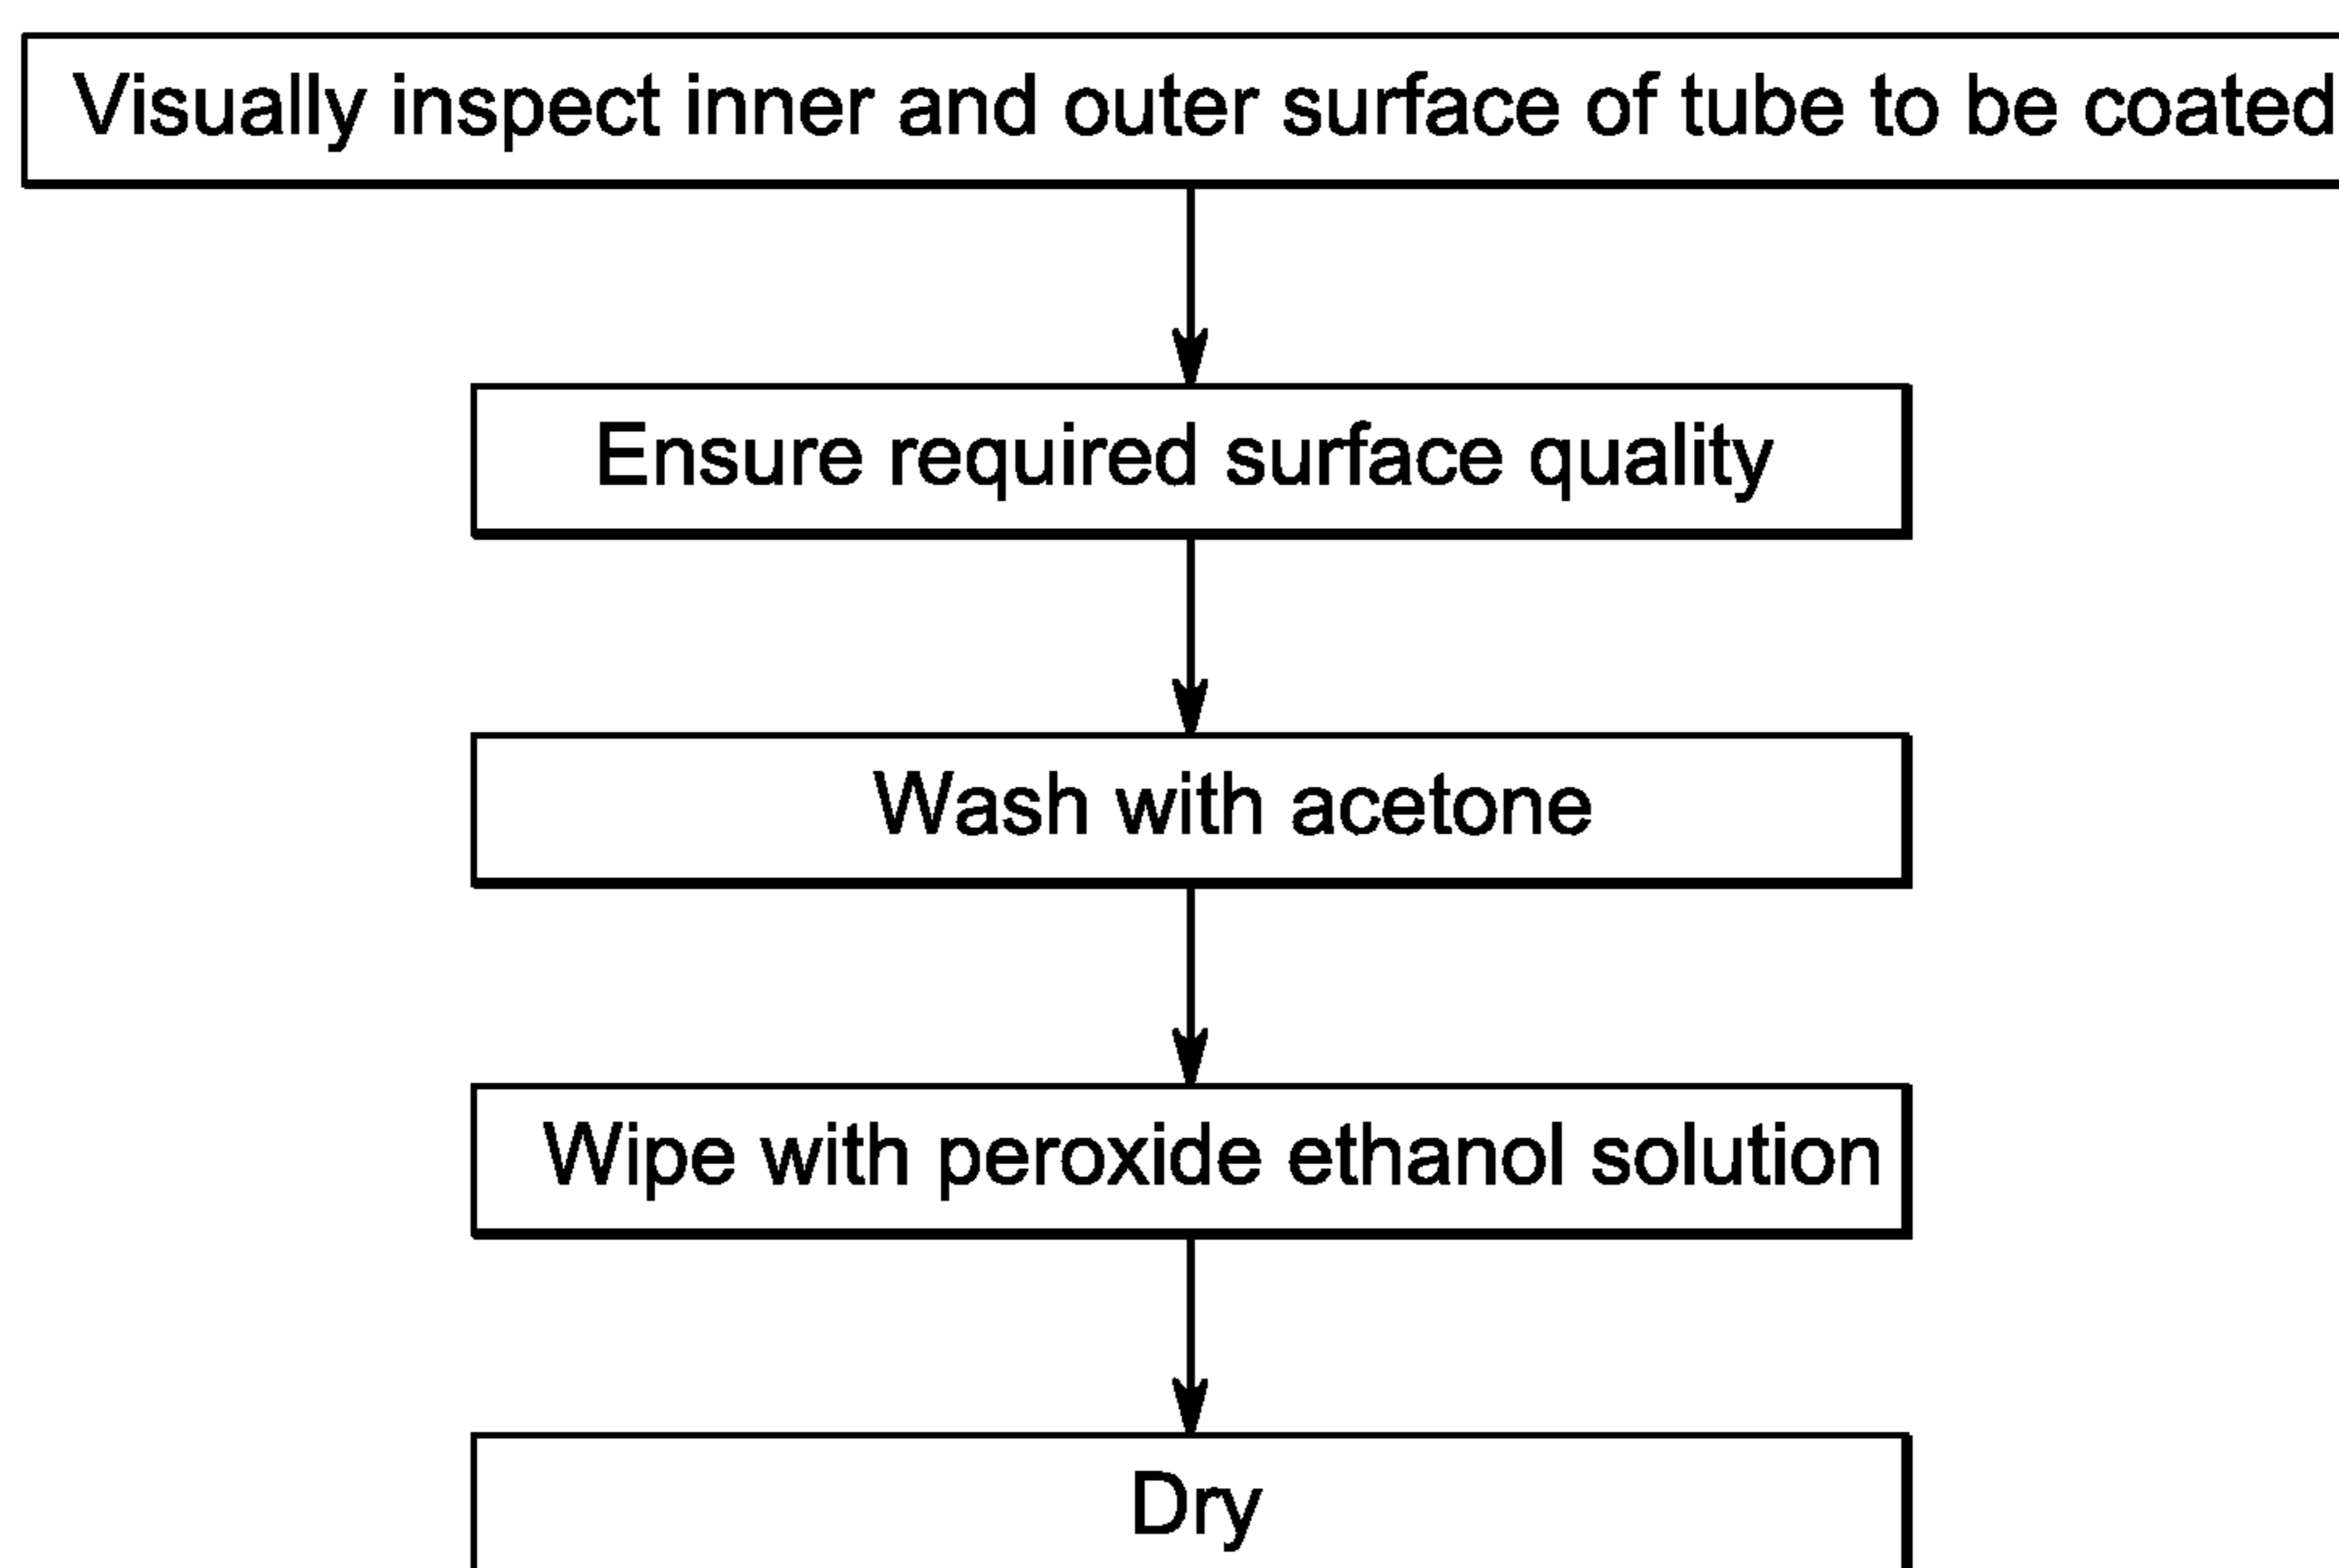 Visually inspect inner and outer surface of tube to be coated
Ensure required surface quality
Wash with acetone
Wipe with peroxide ethanol solution
Dry